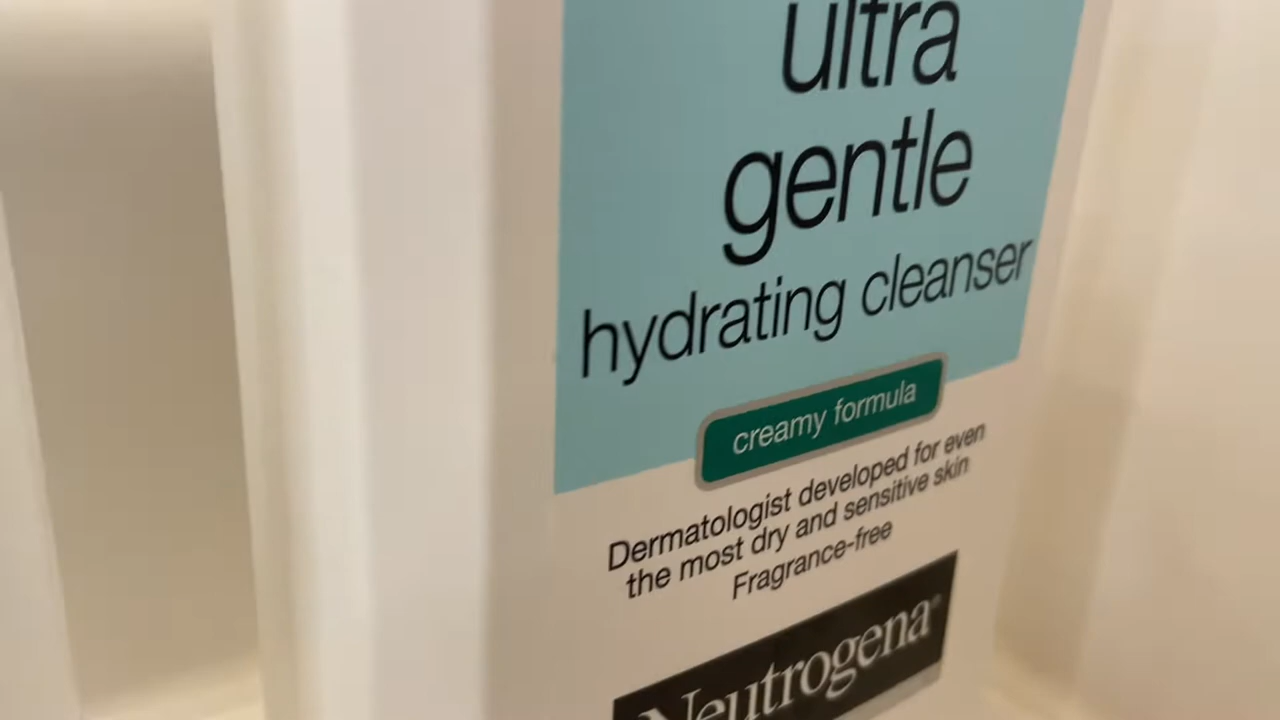 ultra
gentle
hydrating cleanser
creamy formula
Dermatologist developed for even
the most dry and sensitive skin
Fragrance-free
Neutrogena®